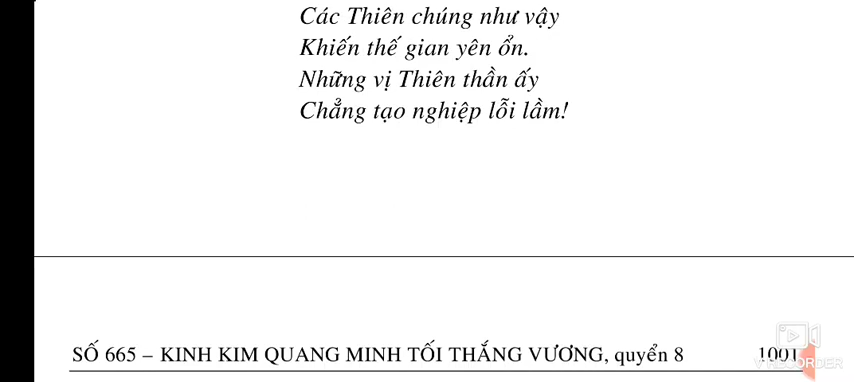 Các Thiên chúng như vậy
Khiến thế gian yên ổn.
Những vị Thiên thần ấy
Chẳng tạo nghiệp lỗi lầm!
SỐ 665 – KINH KIM QUANG MINH TỐI THẮNG VƯƠNG, quyển 8 1001
V RECORDER